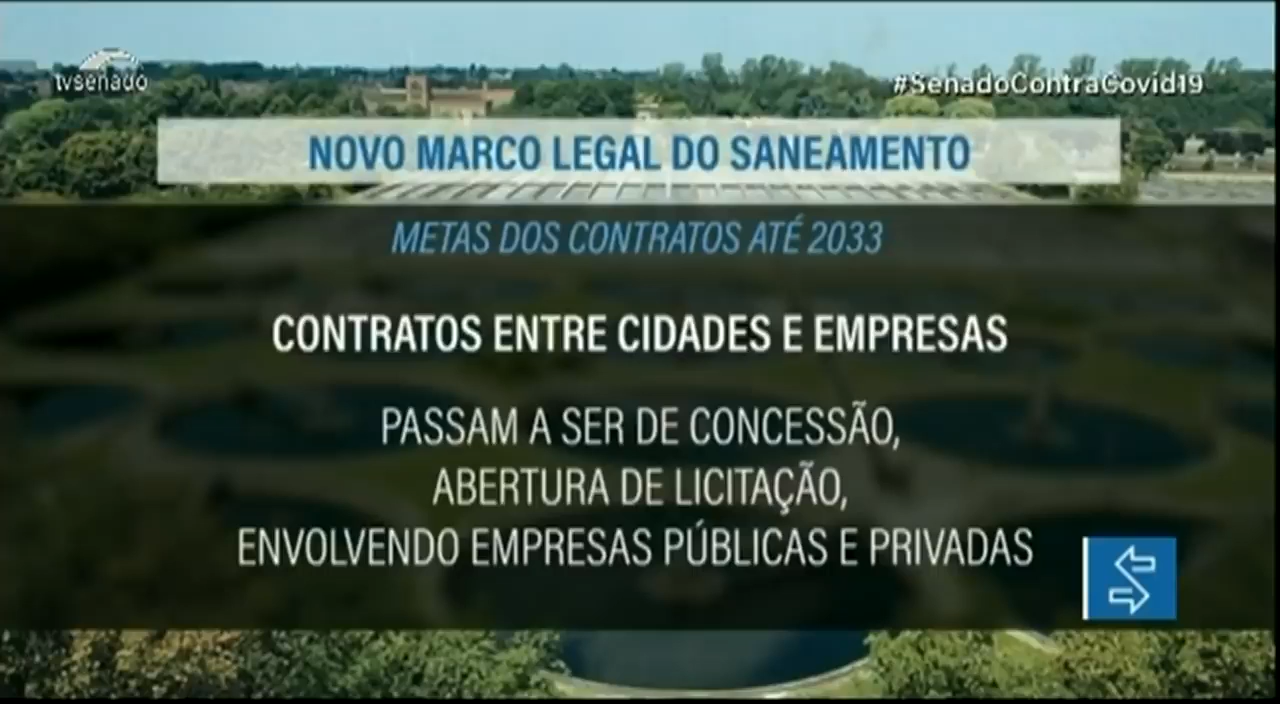 tvsenado
#SenadoContraCovid19
NOVO MARCO LEGAL DO SANEAMENTO
METAS DOS CONTRATOS ATÉ 2033
CONTRATOS ENTRE CIDADES E EMPRESAS
PASSAM A SER DE CONCESSÃO,
ABERTURA DE LICITAÇÃO,
ENVOLVENDO EMPRESAS PÚBLICAS E PRIVADAS